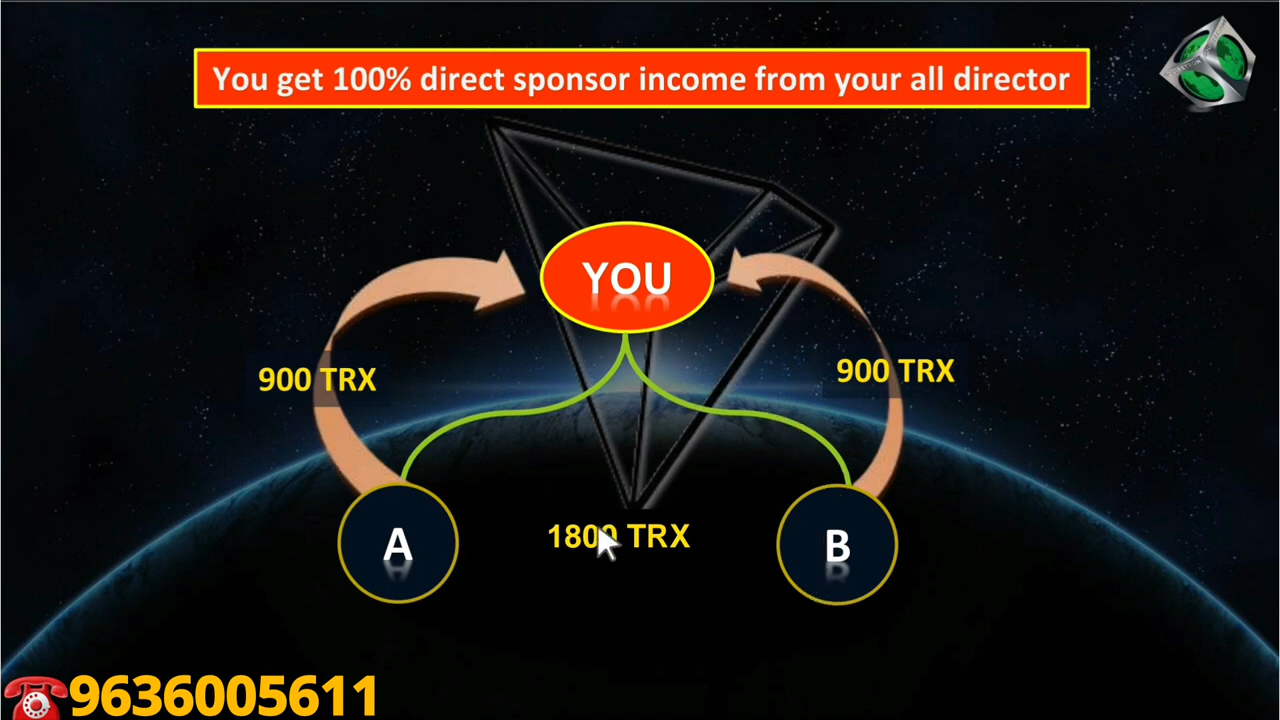 You get 100% direct sponsor income from your all director
YOU
900 TRX
900 TRX
A
1800 TRX
B
9636005611